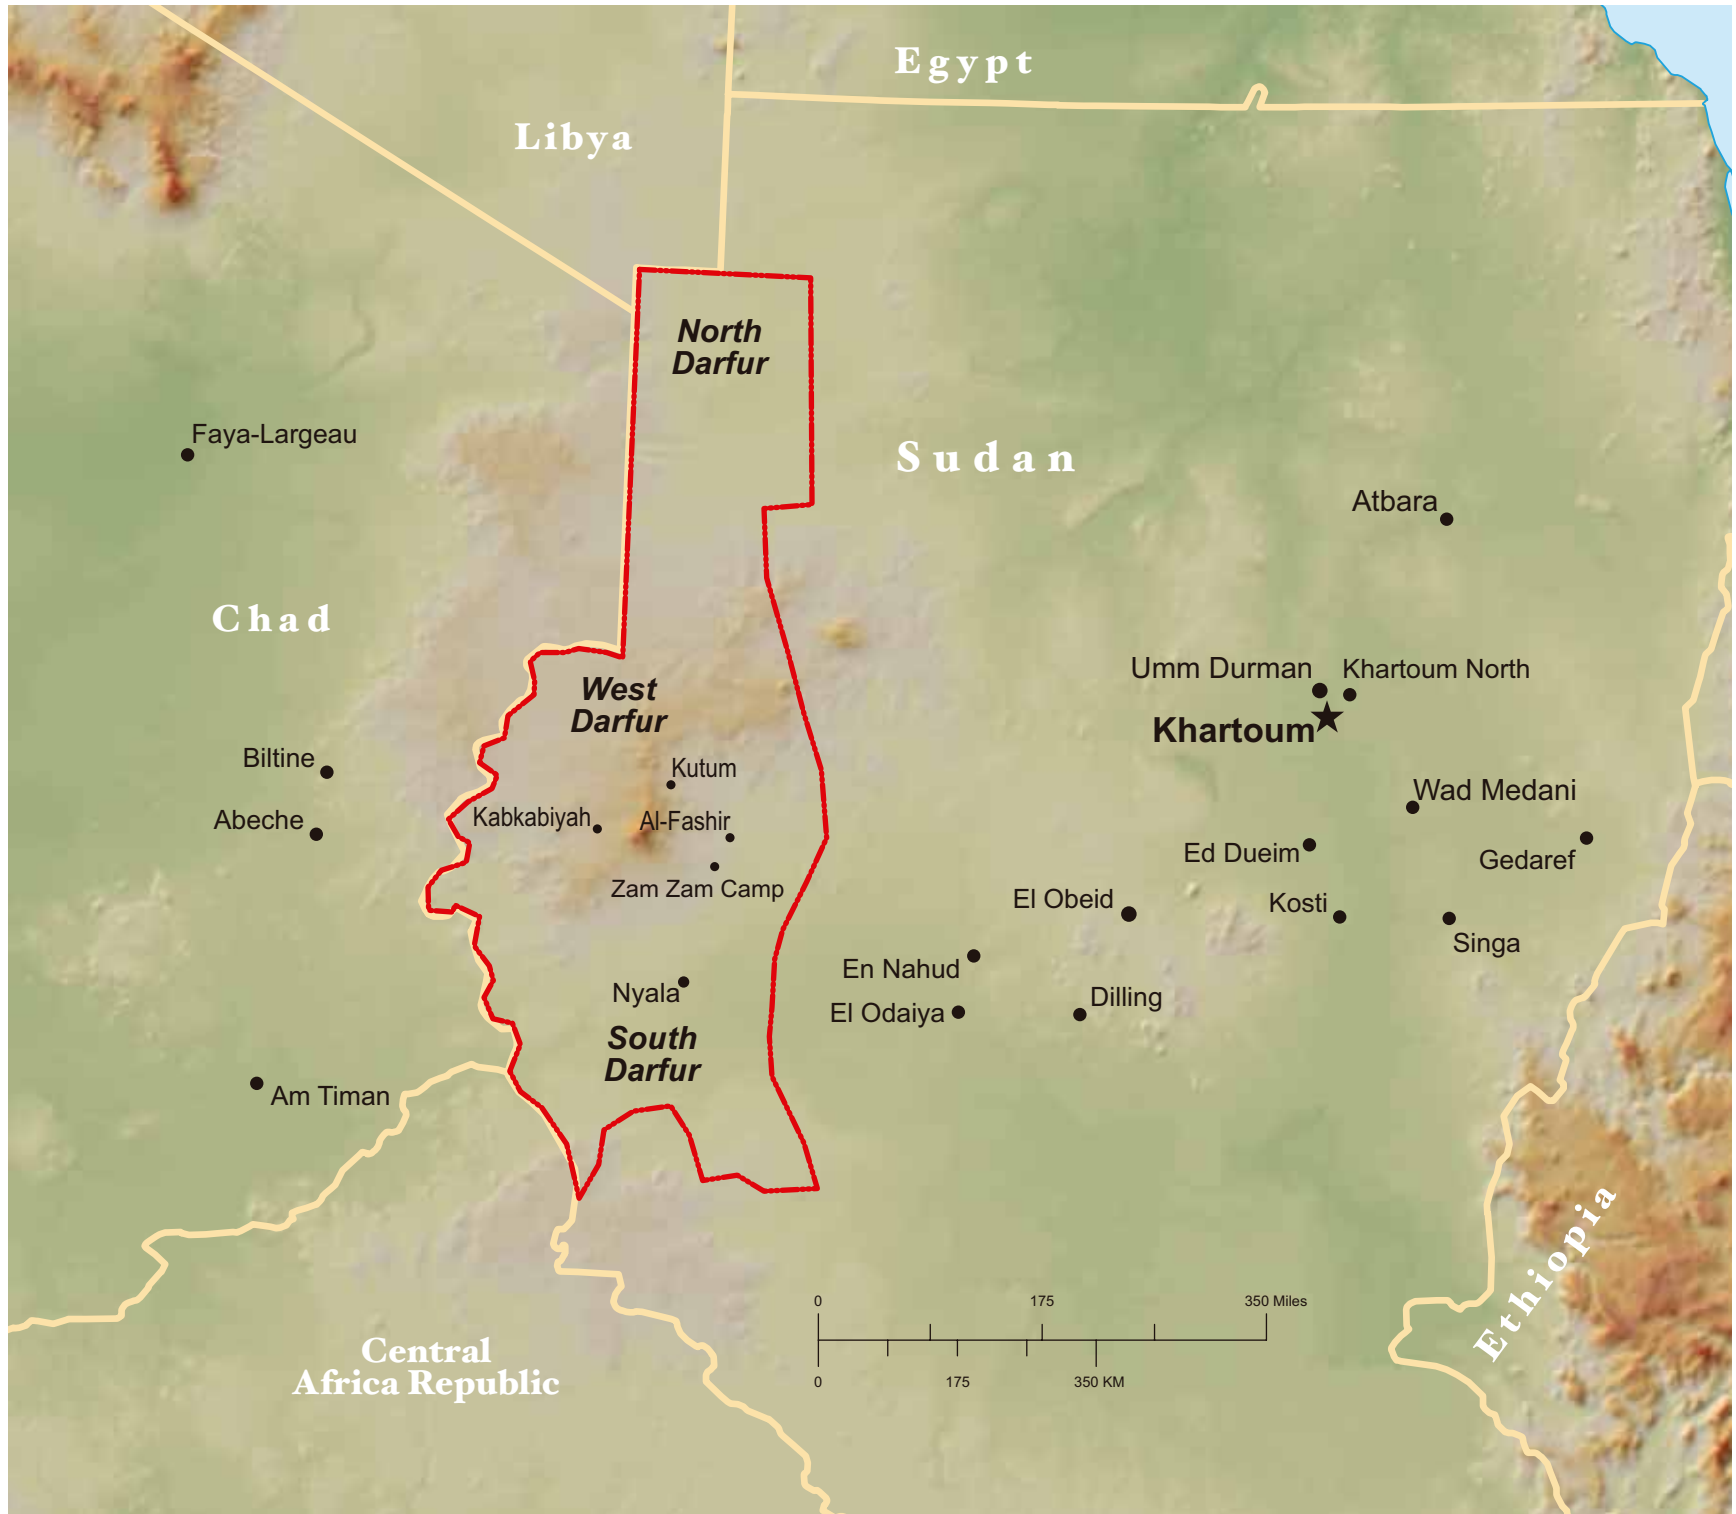 Egypt
Libya
North
Darfur
Faya-Largeau
Sudan
Atbara
Chad
Umm Durman
Khartoum North
West
Darfur
Khartoum
Biltine
Kutum
Wad Medani
Abeche
Kabkabiyah
Al-Fashir
Ed Dueim
Gedaref
Zam Zam Camp
El Obeid
Kosti
Singa
En Nahud
Nyala
El Odaiya
Dilling
South
Darfur
Am Timan
Ethiopia
0
175
350 Miles
0
175
350 KM
Central
Africa Republic